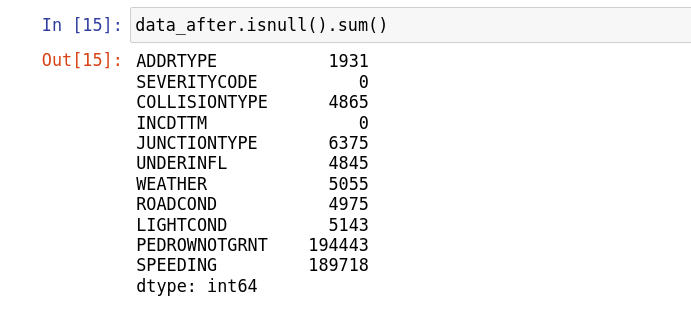 In [15]: data_after.isnull().sum()
Out[15]: ADDRTYPE 1931
SEVERITYCODE 0
COLLISIONTYPE 4865
INCDTTM 0
JUNCTIONTYPE 6375
UNDERINFL 4845
WEATHER 5055
ROADCOND 4975
LIGHTCOND 5143
PEDROWNOTGRNT 194443
SPEEDING 189718
dtype: int64